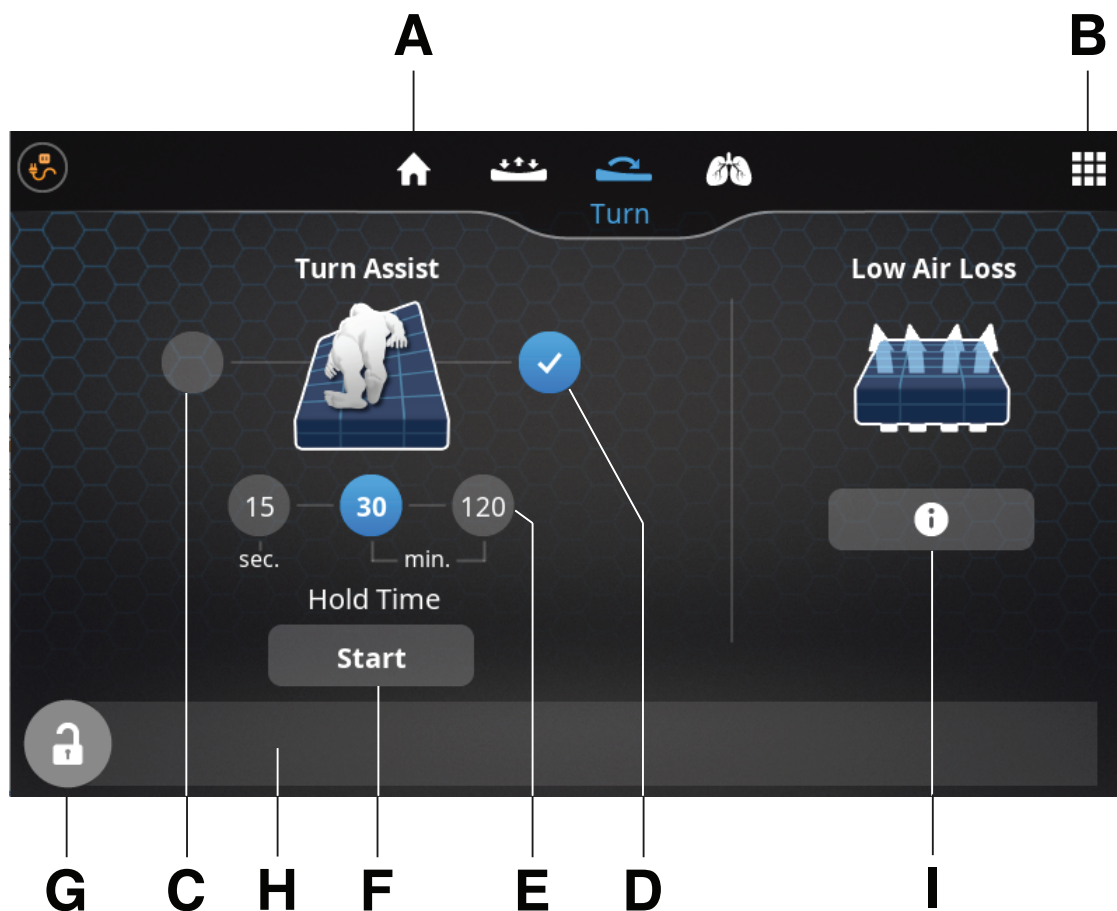 A B
Turn
Turn Assist Low Air Loss
15 30 120
sec. min.
Hold Time
Start
G C H F E D I